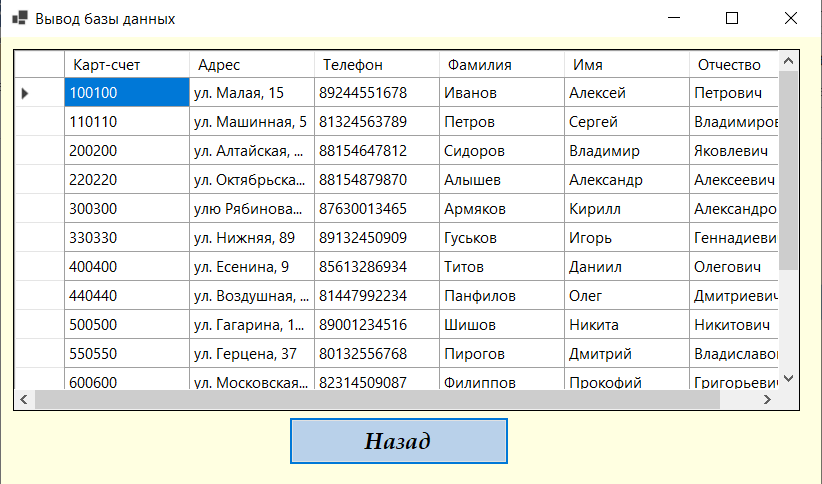 Вывод базы данных
Карт-счет Адрес Телефон Фамилия Имя Отчество
100100 ул. Малая, 15 89244551678 Иванов Алексей Петрович
110110 ул. Машинная, 5 81324563789 Петров Сергей Владимиров
200200 ул. Алтайская, ... 88154647812 Сидоров Владимир Яковлевич
220220 ул. Октябрьска... 88154879870 Алышев Александр Алексеевич
300300 улю Рябинова... 87630013465 Армяков Кирилл Александро
330330 ул. Нижняя, 89 89132450909 Гуськов Игорь Геннадиеви
400400 ул. Есенина, 9 85613286934 Титов Даниил Олегович
440440 ул. Воздушная, ... 81447992234 Панфилов Олег Дмитриевич
500500 ул. Гагарина, 1... 89001234516 Шишов Никита Никитович
550550 ул. Герцена, 37 80132556768 Пирогов Дмитрий Владиславо
600600 ул. Московская... 82314509087 Филиппов Прокофий Григорьеви
Назад